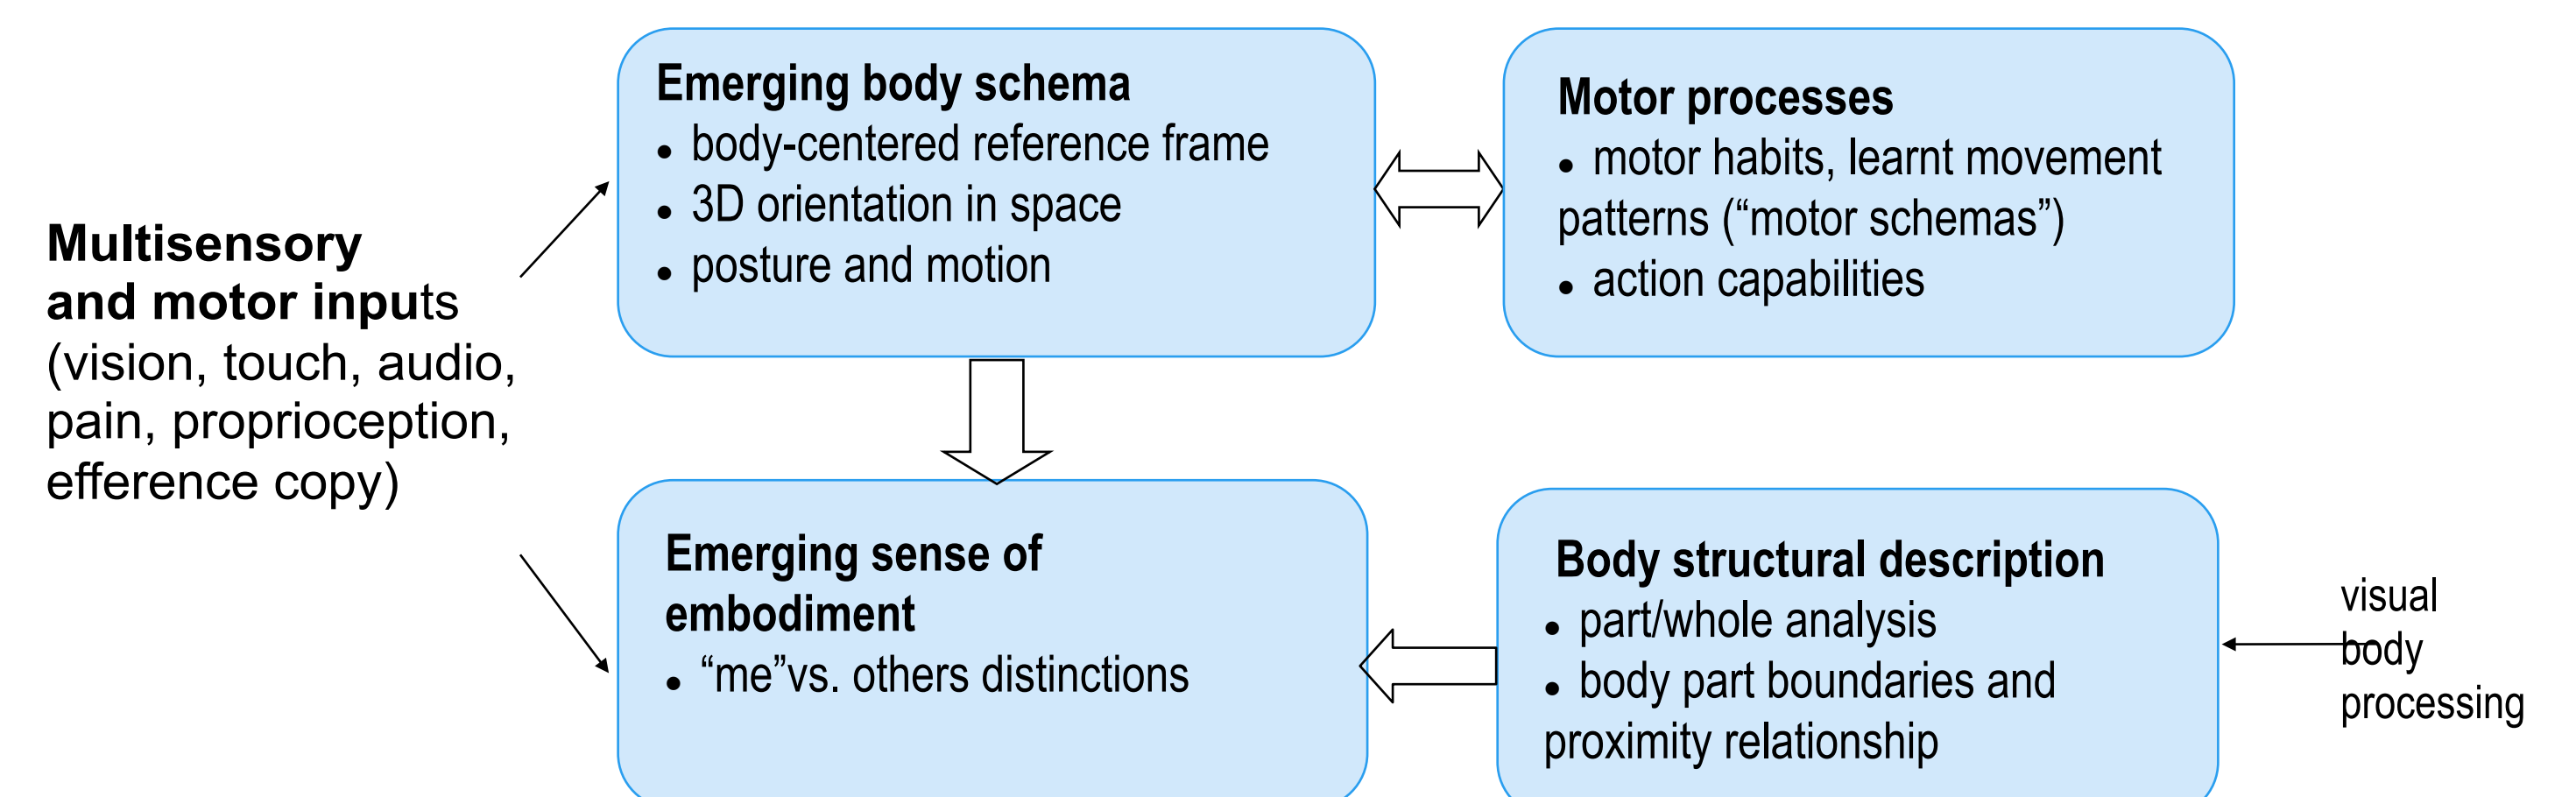 Multisensory
and motor inputs
(vision, touch, audio,
pain, proprioception,
efference copy)
Emerging body schema
• body-centered reference frame
• 3D orientation in space
• posture and motion
Motor processes
• motor habits, learnt movement
patterns (“motor schemas”)
• action capabilities
Emerging sense of
embodiment
• “me”vs. others distinctions
Body structural description
• part/whole analysis
• body part boundaries and
proximity relationship
visual
body
processing